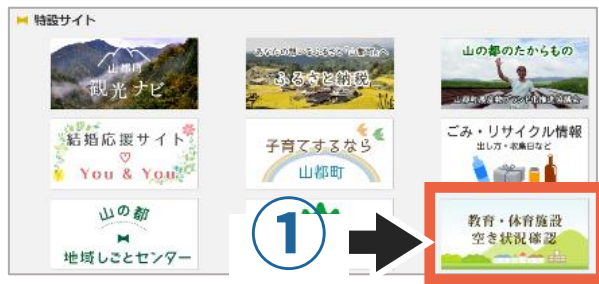 特設サイト
山都町
観光ナビ
ふるさと納税
山の都のたからもの
結婚応援サイト
You & You
子育てするなら
山都町
ごみ・リサイクル情報
出し方・収集日など
山の都
地域しごとセンター
①
教育・体育施設
空き状況確認